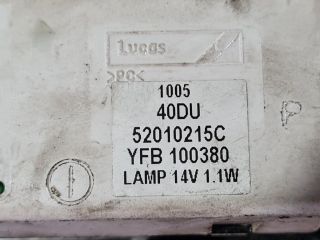 Lucas
>PC<
1005
40DU
52010215C
YFB 100380
LAMP 14V 1.1W
P